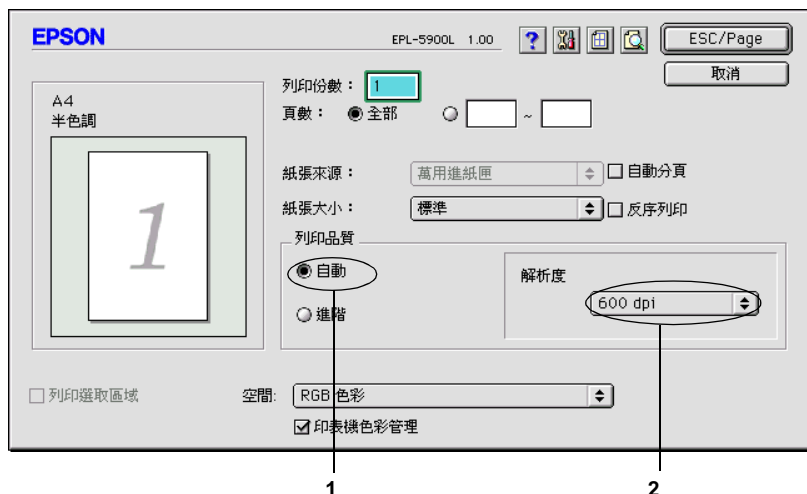 EPSON
EPL-5900L 1.00
?
ESC/Page
取消
A4
半色調
1
列印份數： 1
頁數： 全部 ~
紙張來源： 萬用進紙匣 自動分頁
紙張大小： 標準 反序列印
列印品質
自動
進階
解析度
600 dpi
列印選取區域
空間: RGB 色彩
印表機色彩管理
1 2